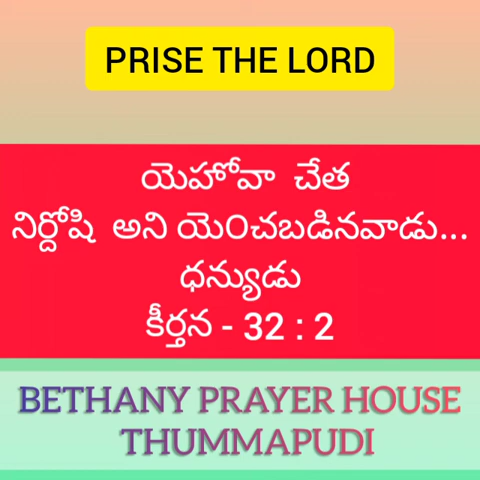 PRISE THE LORD
యెహోవా చేత
నిర్దోషి అని యెంచబడినవాడు...
ధన్యుడు
కీర్తన - 32 : 2
BETHANY PRAYER HOUSE
THUMMAPUDI